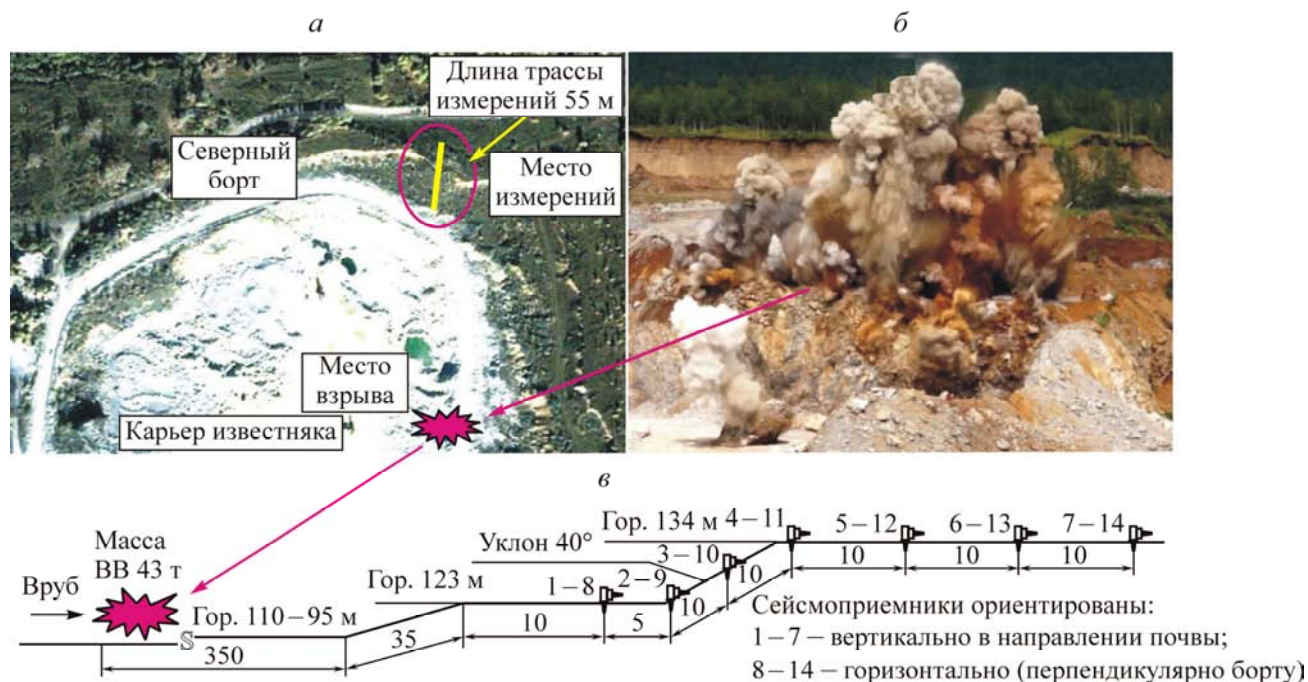 а
б
Длина трассы
измерений 55 м
Северный
борт
Место
измерений
Место
взрыва
Карьер известняка
в
Масса
ВВ 43 т
Вруб
Гор. 110–95 м
350
35
Гор. 123 м
Уклон 40°
Гор. 134 м
1–8
2–9
3–10
4–11
5–12
6–13
7–14
10
5
10
10
10
10
10
Сейсмоприемники ориентированы:
1–7 – вертикально в направлении почвы;
8–14 – горизонтально (перпендикулярно борту)